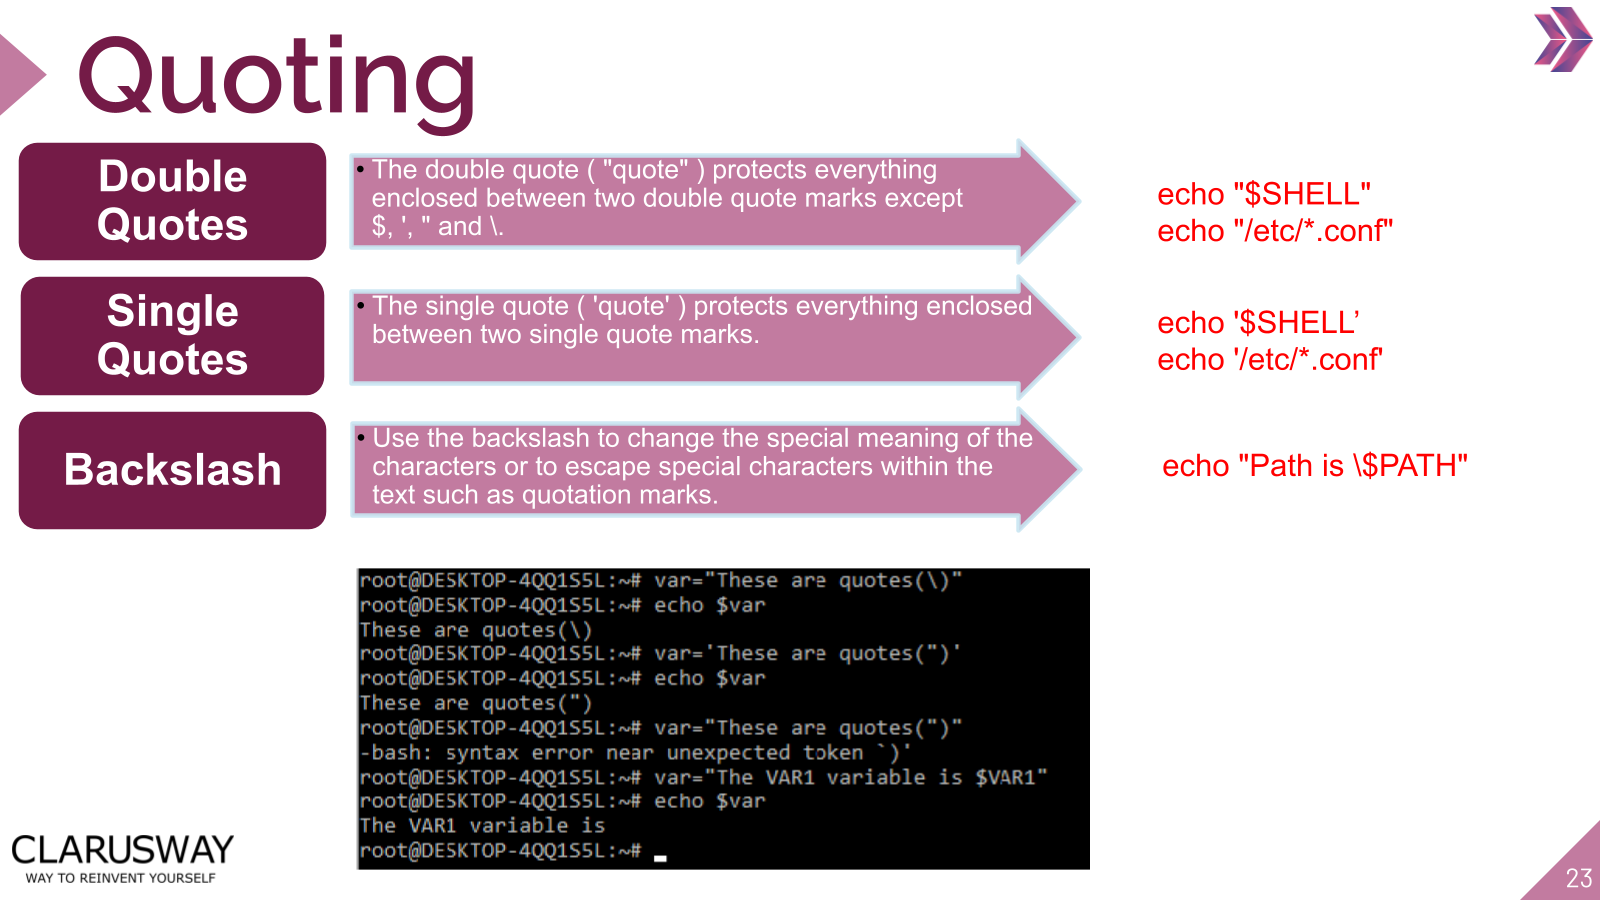 Quoting
Double
Quotes
• The double quote ( "quote" ) protects everything
enclosed between two double quote marks except
$, ', " and \.
echo "$SHELL"
echo "/etc/*.conf"
Single
Quotes
• The single quote ( 'quote' ) protects everything enclosed
between two single quote marks.
echo '$SHELL’
echo '/etc/*.conf'
Backslash
• Use the backslash to change the special meaning of the
characters or to escape special characters within the
text such as quotation marks.
echo "Path is \$PATH"
root@DESKTOP-4QQ1S5L:~# var="These are quotes(\)"
root@DESKTOP-4QQ1S5L:~# echo $var
These are quotes(\)
root@DESKTOP-4QQ1S5L:~# var='These are quotes(")'
root@DESKTOP-4QQ1S5L:~# echo $var
These are quotes(")
root@DESKTOP-4QQ1S5L:~# var="These are quotes(")"
-bash: syntax error near unexpected token `)'
root@DESKTOP-4QQ1S5L:~# var="The VAR1 variable is $VAR1"
root@DESKTOP-4QQ1S5L:~# echo $var
The VAR1 variable is
root@DESKTOP-4QQ1S5L:~#
CLARUSWAY
WAY TO REINVENT YOURSELF
23